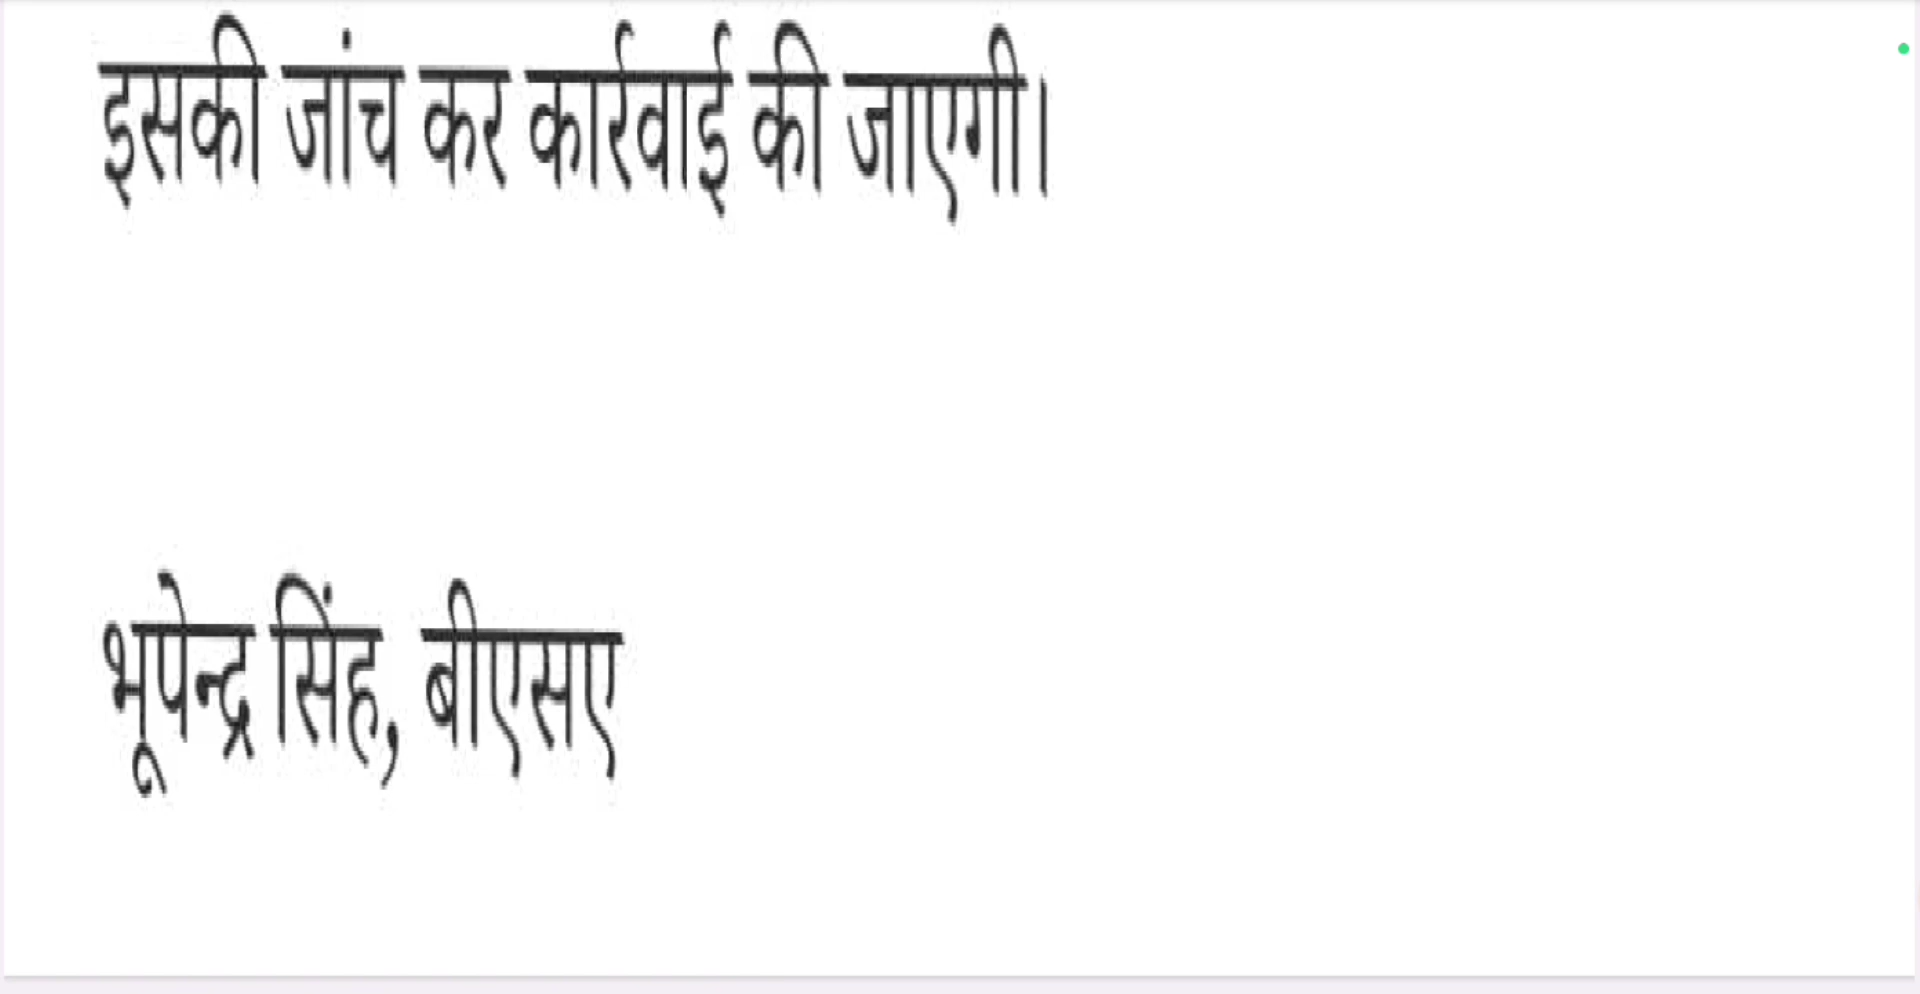 इसकी जांच कर कार्रवाई की जाएगी।
भूपेन्द्र सिंह, बीएसए